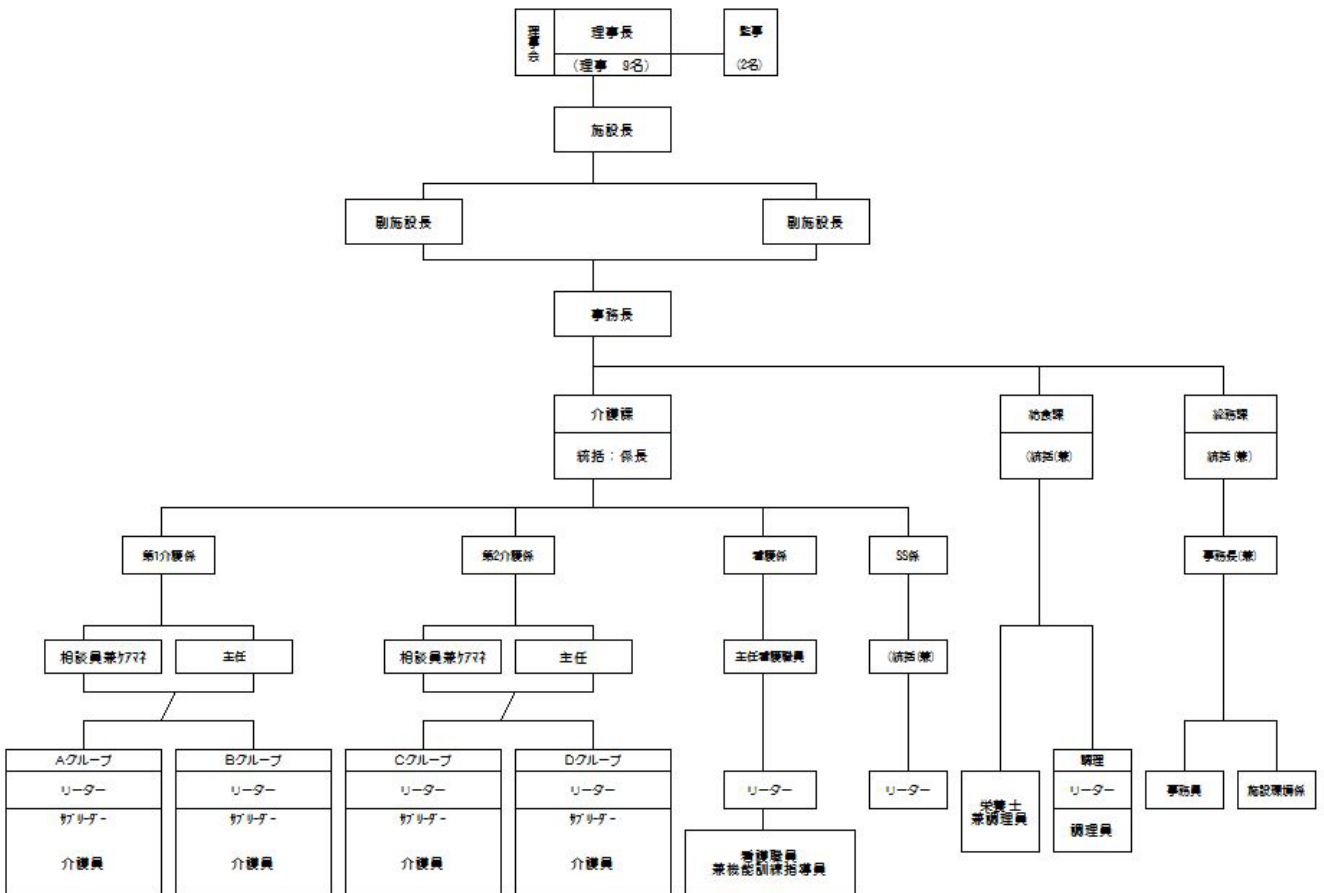 理事会
理事長
(理事 9名)
監事
(2名)
施設長
副施設長
副施設長
事務長
介護課
統括：係長
給食課
(統括(兼)
総務課
統括(兼)
第1介護係
第2介護係
看護係
SS係
事務長(兼)
相談員兼ｹｱﾏﾈ
主任
相談員兼ｹｱﾏﾈ
主任
主任看護職員
(統括(兼)
Aグループ
リーダー
ｻﾌﾞﾘｰﾀﾞｰ
介護員
Bグループ
リーダー
ｻﾌﾞﾘｰﾀﾞｰ
介護員
Cグループ
リーダー
ｻﾌﾞﾘｰﾀﾞｰ
介護員
Dグループ
リーダー
ｻﾌﾞﾘｰﾀﾞｰ
介護員
リーダー
看護職員
兼機能訓練指導員
リーダー
栄養士
兼調理員
調理
リーダー
調理員
事務員
施設環境係